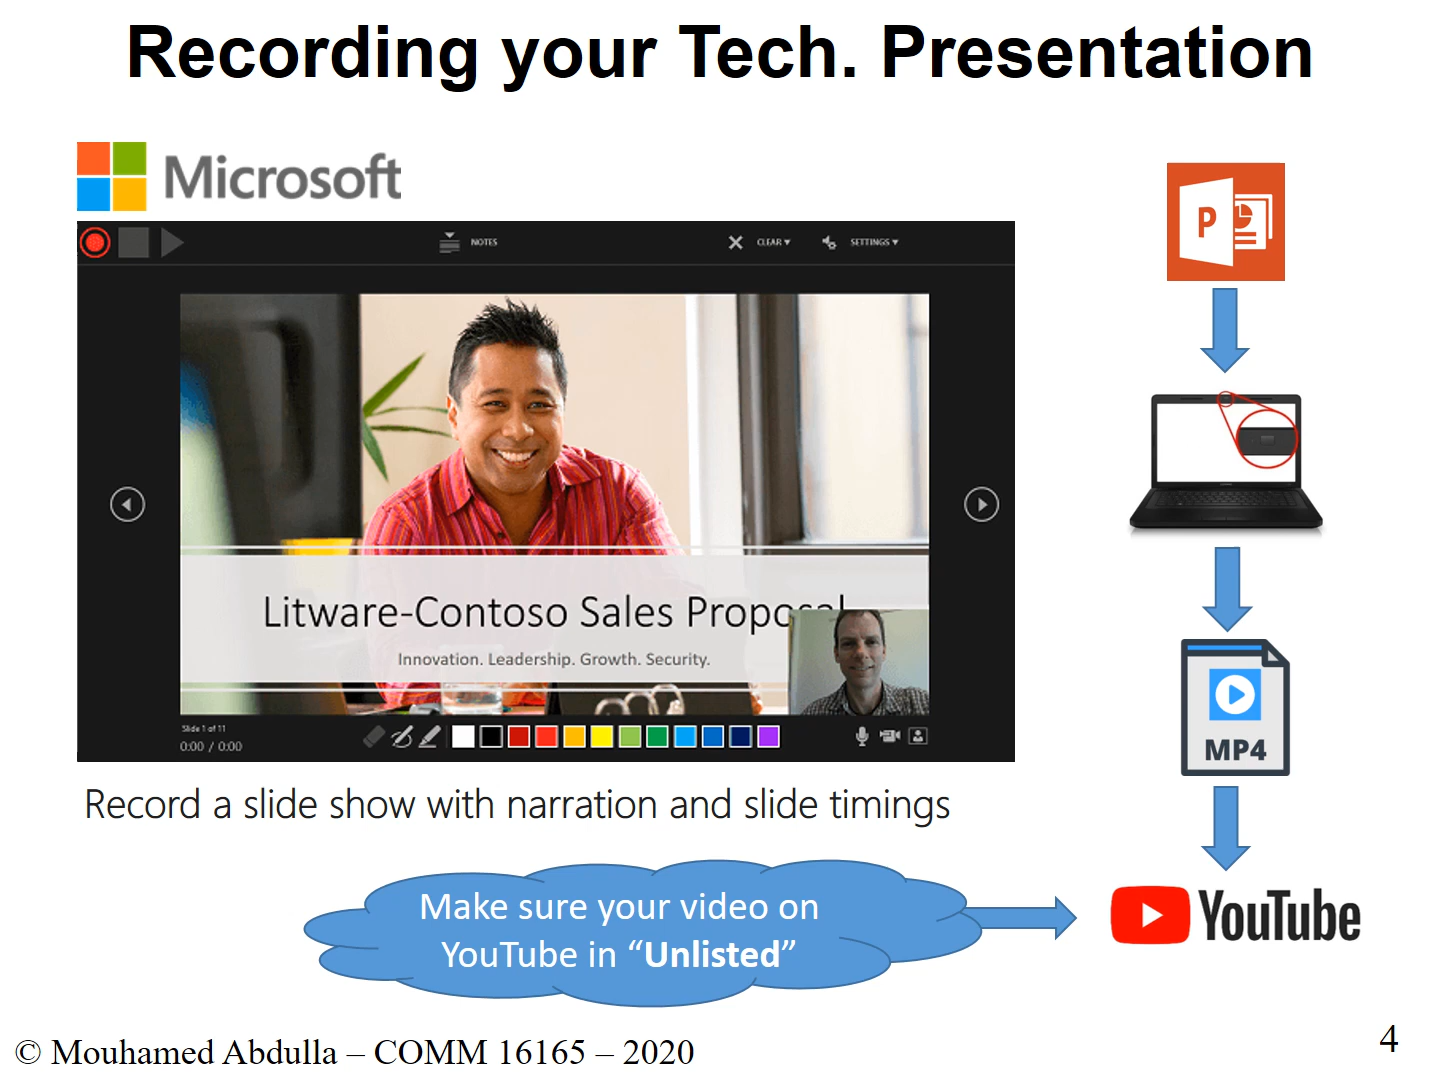 Recording your Tech. Presentation
Microsoft
NOTES
CLEAR
SETTINGS
P
Litware-Contoso Sales Proposal
Innovation. Leadership. Growth. Security.
Slide 1 of 11
0:00 / 0:00
MP4
Record a slide show with narration and slide timings
Make sure your video on
YouTube in “Unlisted”
YouTube
© Mouhamed Abdulla – COMM 16165 – 2020
4